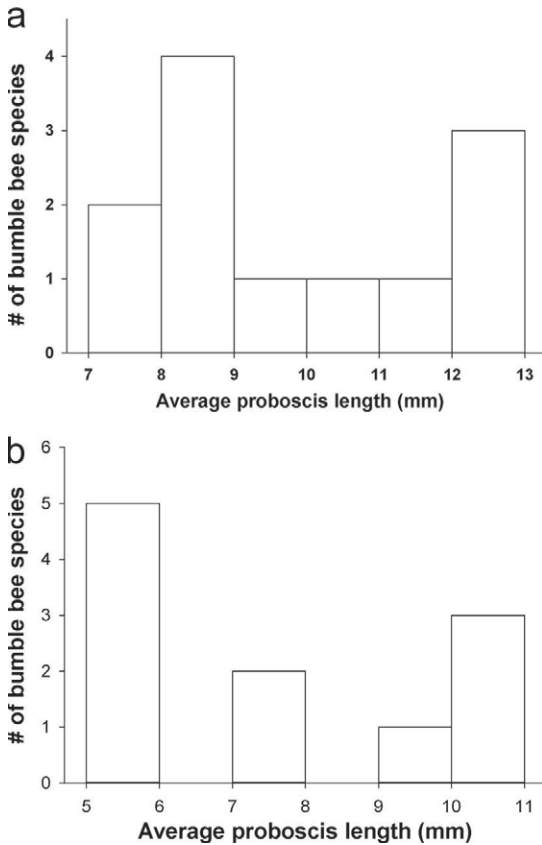 a
# of bumble bee species
4
3
2
1
0
7 8 9 10 11 12 13
Average proboscis length (mm)
b
# of bumble bee species
6
5
4
3
2
1
0
5 6 7 8 9 10 11
Average proboscis length (mm)